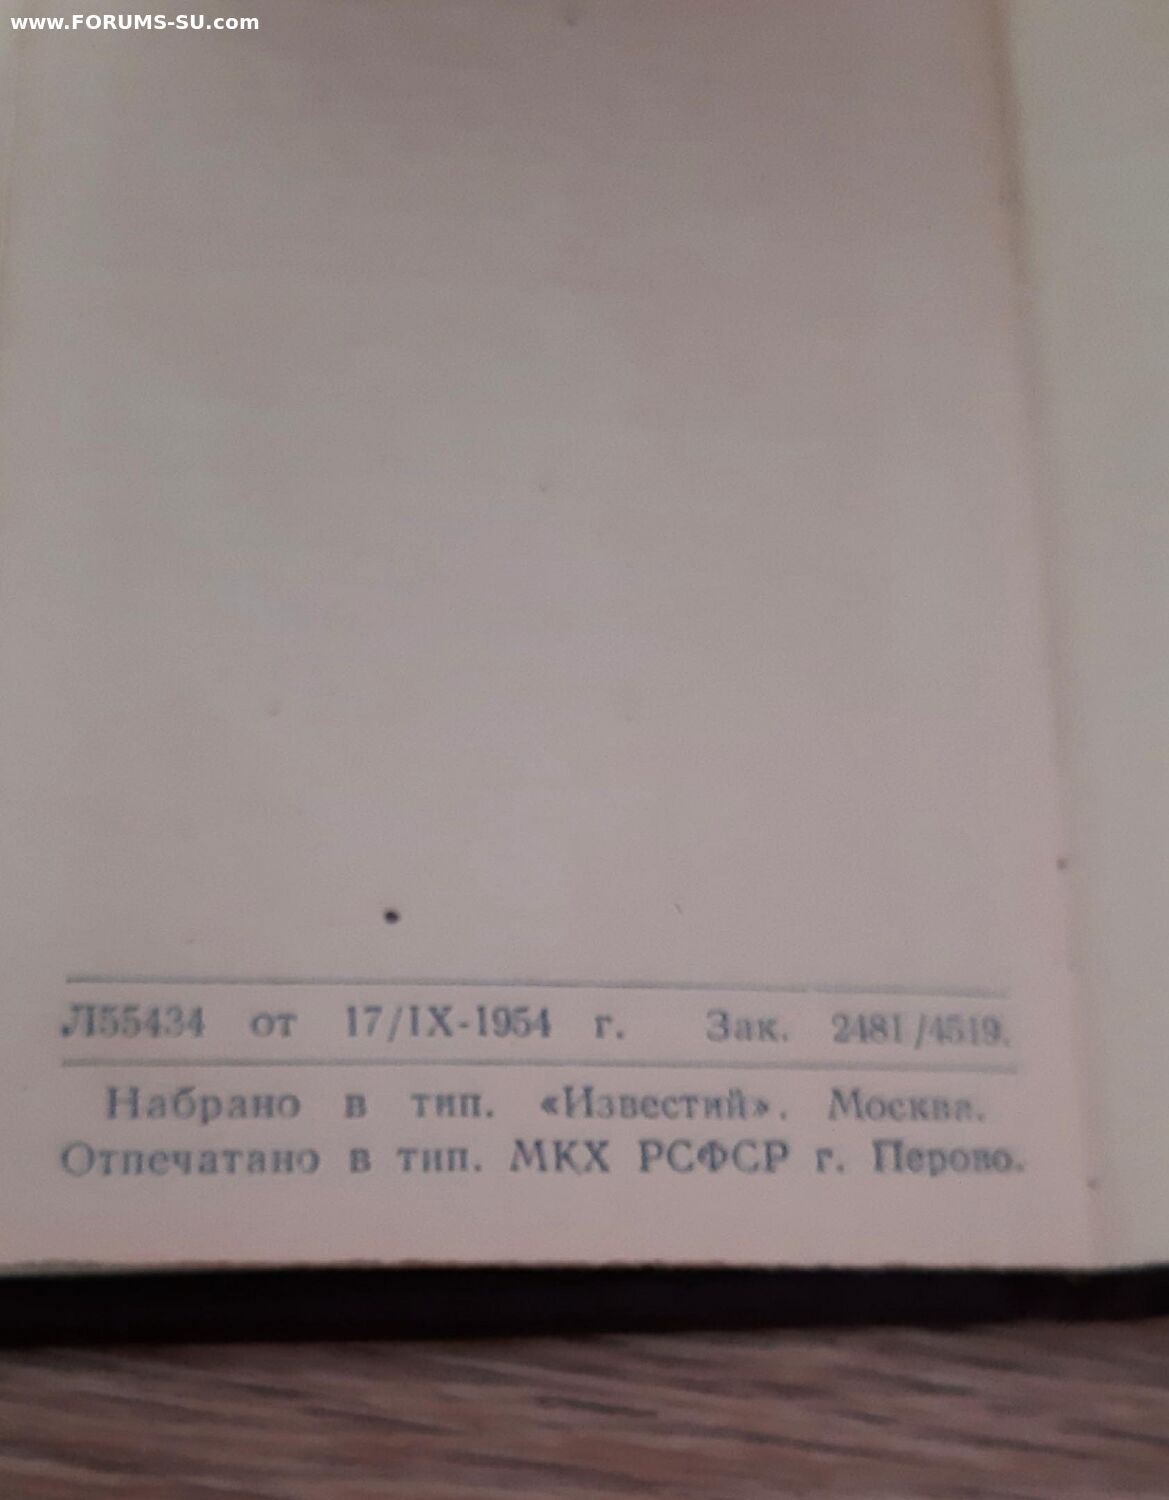 www.FORUMS-SU.com
Л55434 от 17/IX-1954 г. Зак. 2481/4519.
Набрано в тип. «Известий». Москва.
Отпечатано в тип. МКХ РСФСР г. Перово.